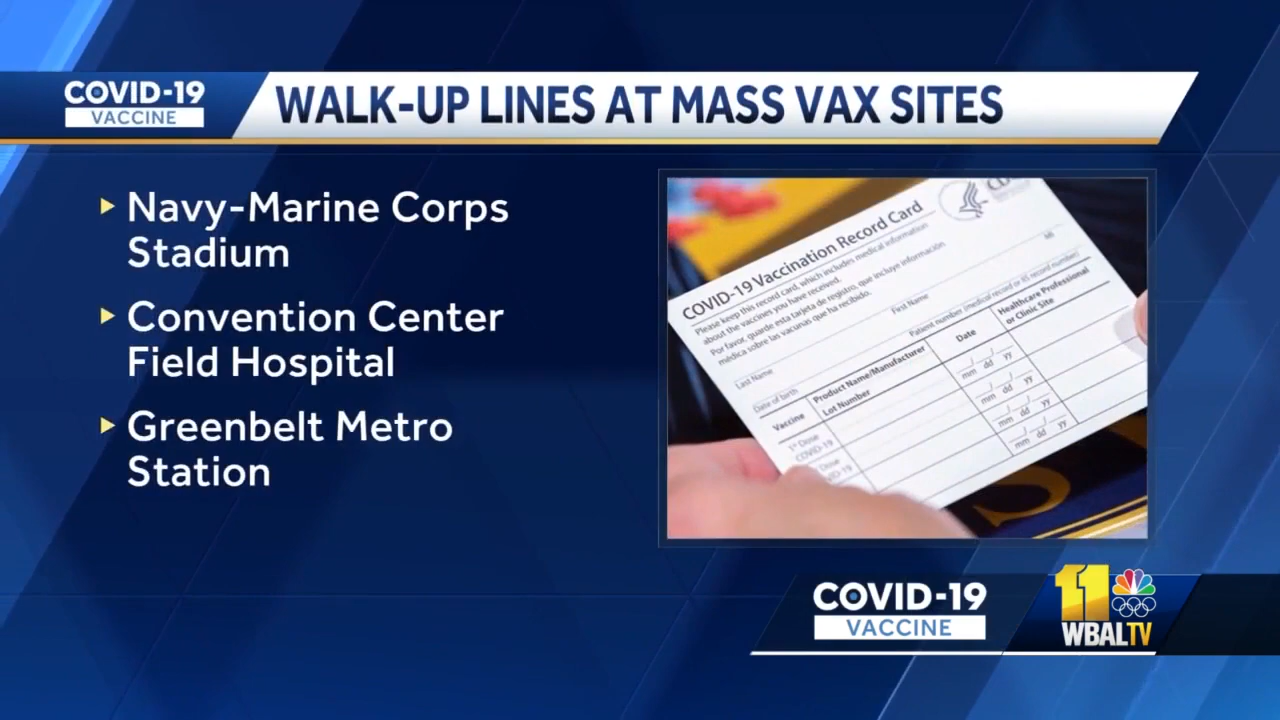 COVID-19
VACCINE
WALK-UP LINES AT MASS VAX SITES
Navy-Marine Corps
Stadium
Convention Center
Field Hospital
Greenbelt Metro
Station
COVID-19 Vaccination Record Card
Please keep this record card, which includes medical information
about the vaccines you have received.
Por favor, guarde esta tarjeta de registro, que incluye información
médica sobre las vacunas que ha recibido.
Last Name
First Name
MI
Date of birth
Patient number (medical record or IIS record number)
Vaccine
Product Name/Manufacturer
Lot Number
Date
Healthcare Professional
or Clinic Site
1st Dose
COVID-19
mm dd yy
Dose
mm dd yy
mm dd yy
mm dd yy
COVID-19
VACCINE
11
WBALTV